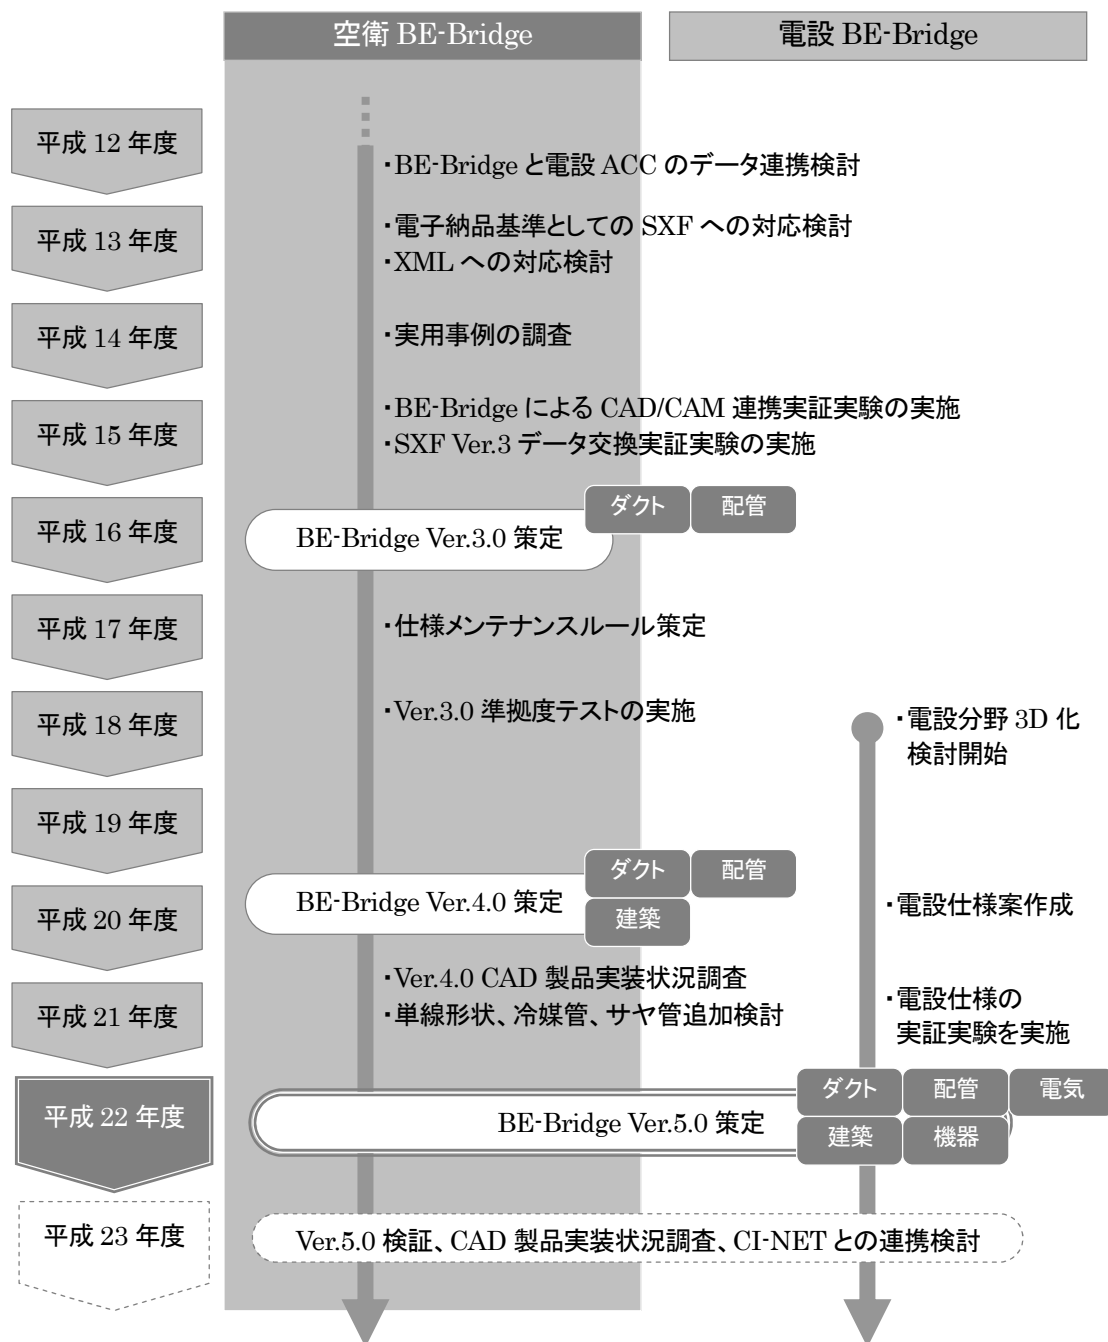 空衛 BE-Bridge
電設 BE-Bridge
平成 12 年度
・BE-Bridge と電設 ACC のデータ連携検討
平成 13 年度
・電子納品基準としての SXF への対応検討
・XML への対応検討
平成 14 年度
・実用事例の調査
平成 15 年度
・BE-Bridge による CAD/CAM 連携実証実験の実施
・SXF Ver.3 データ交換実証実験の実施
平成 16 年度
BE-Bridge Ver.3.0 策定
ダクト
配管
平成 17 年度
・仕様メンテナンスルール策定
平成 18 年度
・Ver.3.0 準拠度テストの実施
・電設分野 3D 化
検討開始
平成 19 年度
平成 20 年度
BE-Bridge Ver.4.0 策定
ダクト
配管
建築
・電設仕様案作成
平成 21 年度
・Ver.4.0 CAD 製品実装状況調査
・単線形状、冷媒管、サヤ管追加検討
・電設仕様の
実証実験を実施
平成 22 年度
BE-Bridge Ver.5.0 策定
ダクト
配管
電気
建築
機器
平成 23 年度
Ver.5.0 検証、CAD 製品実装状況調査、CI-NET との連携検討